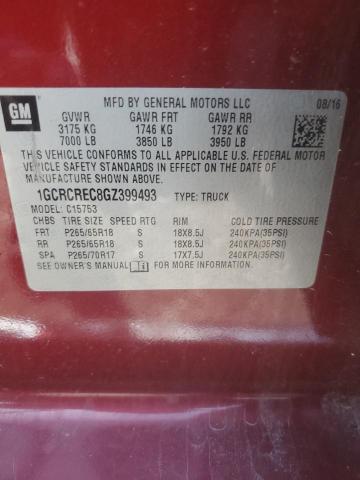 GM
MFD BY GENERAL MOTORS LLC 08/16
GVWR GAWR FRT GAWR RR
3175 KG 1746 KG 1792 KG
7000 LB 3850 LB 3950 LB
THIS VEHICLE CONFORMS TO ALL APPLICABLE U.S. FEDERAL MOTOR
VEHICLE SAFETY STANDARDS IN EFFECT ON THE DATE OF
MANUFACTURE SHOWN ABOVE.
1GCRCREC8GZ399493 TYPE: TRUCK
MODEL: C15753
CHBS TIRE SIZE SPEED RTG RIM COLD TIRE PRESSURE
FRT P265/65R18 S 18X8.5J 240KPA(35PSI)
RR P265/65R18 S 18X8.5J 240KPA(35PSI)
SPA P265/70R17 S 17X7.5J 240KPA(35PSI)
SEE OWNER'S MANUAL FOR MORE INFORMATION.